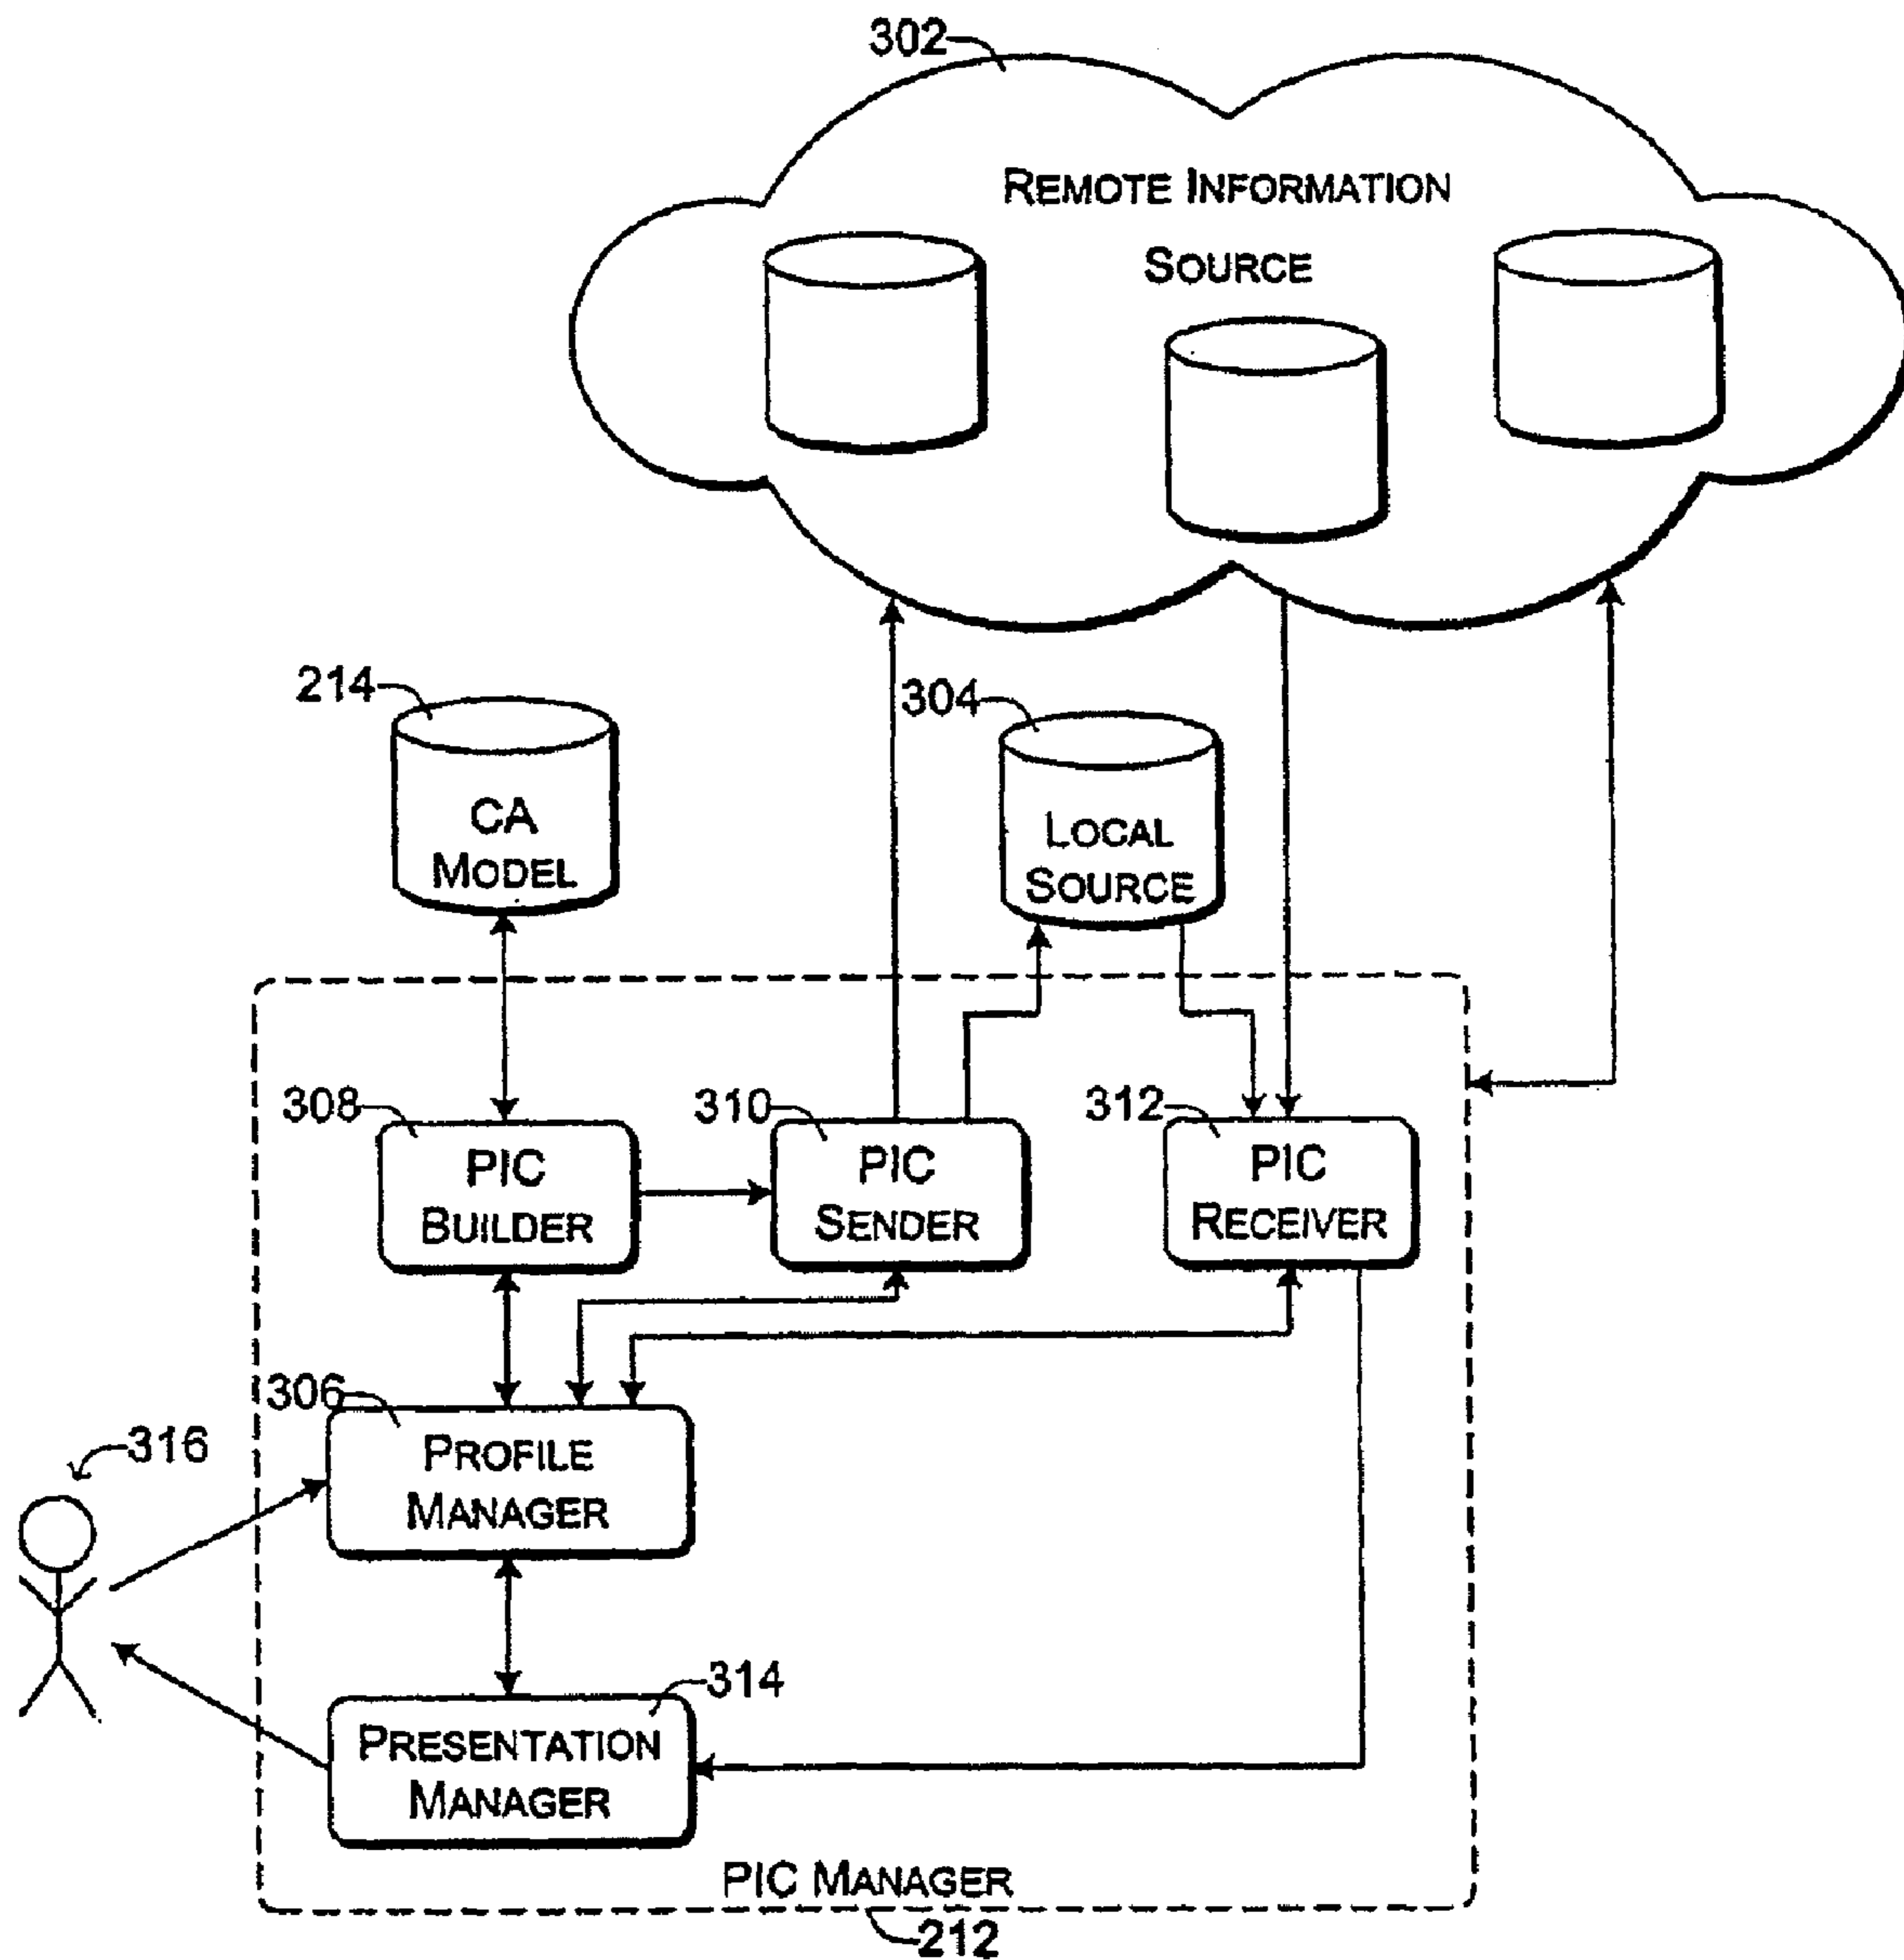 302
REMOTE INFORMATION
SOURCE
214
304
CA
MODEL
LOCAL
SOURCE
308
310
312
PIC
BUILDER
PIC
SENDER
PIC
RECEIVER
306
316
PROFILE
MANAGER
314
PRESENTATION
MANAGER
PIC MANAGER
212